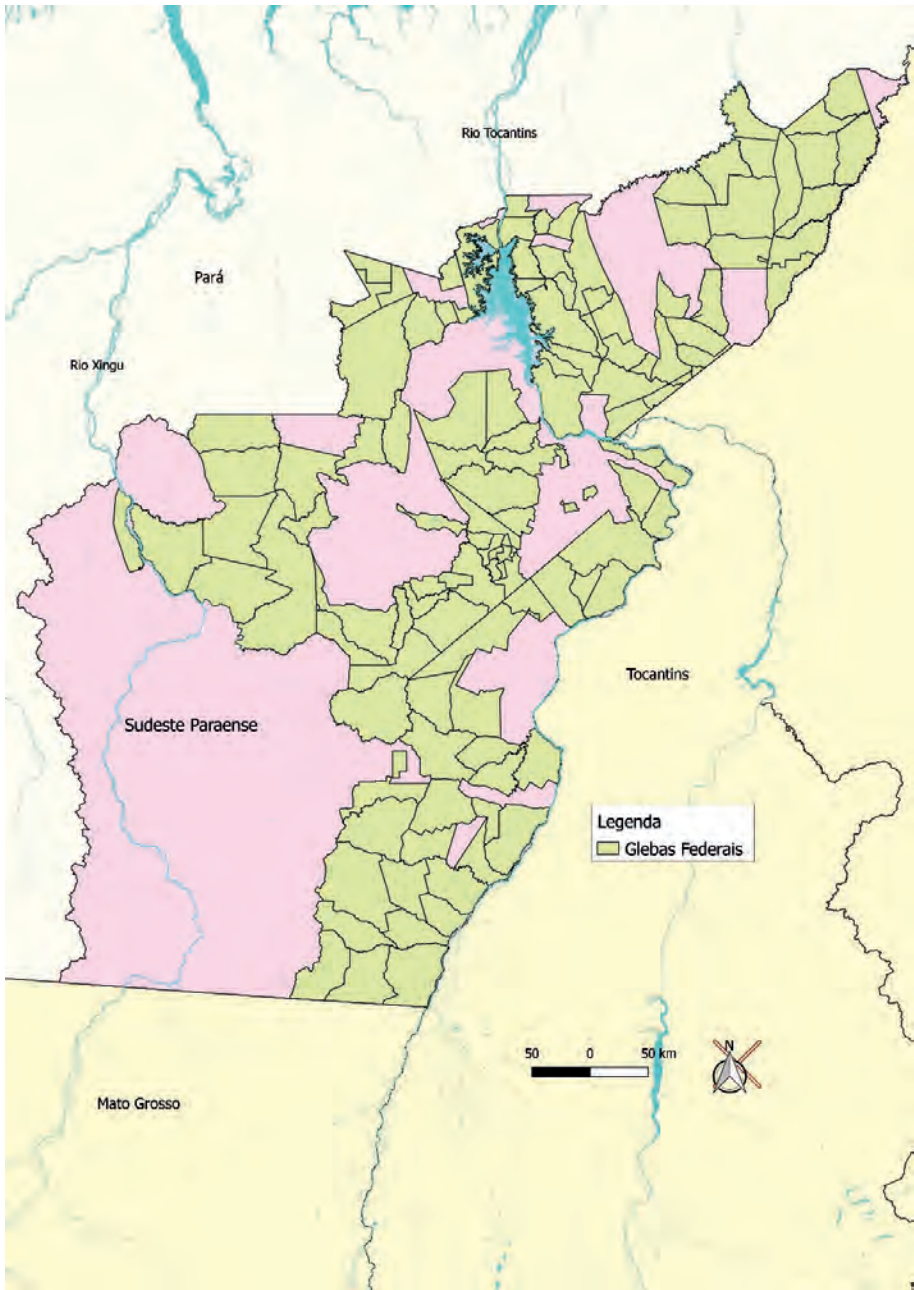 Rio Tocantins
Pará
Rio Xingu
Tocantins
Sudeste Paraense
Legenda
Glebas Federais
N
50 0 50 km
Mato Grosso